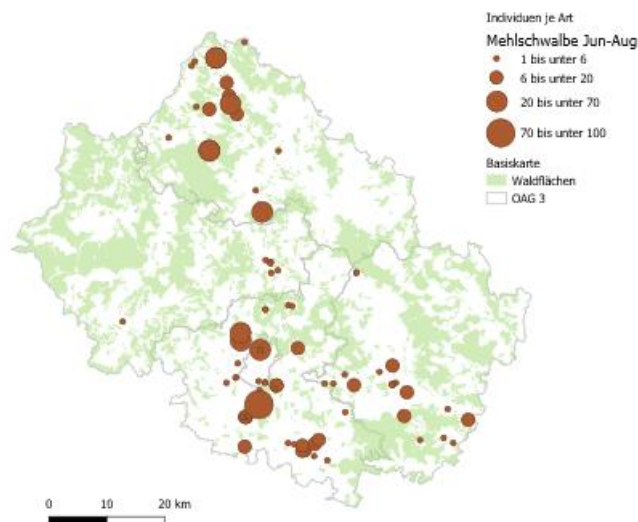 Individuen je Art
Mehlschwalbe Jun-Aug
1 bis unter 6
6 bis unter 20
20 bis unter 70
70 bis unter 100
Basiskarte
Waldflächen
OAG 3
0 10 20 km